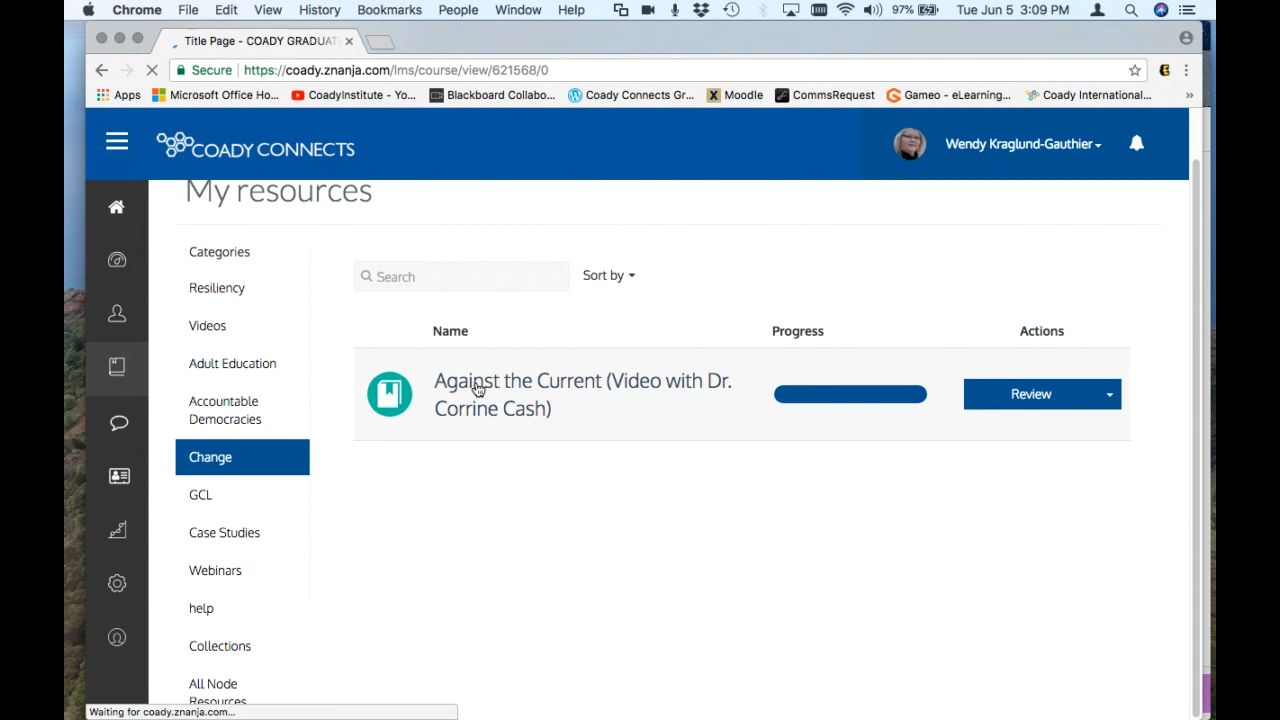 Chrome File Edit View History Bookmarks People Window Help 97% Tue Jun 5 3:09 PM
Title Page - COADY GRADUAT
Secure https://coady.znanja.com/lms/course/view/621568/0
Apps Microsoft Office Ho... CoadyInstitute - Yo... Blackboard Collabo... Coady Connects Gr... Moodle CommsRequest Gameo - eLearning... Coady International... »
COADY CONNECTS Wendy Kraglund-Gauthier
My resources
Categories
Search Sort by
Resiliency
Videos
Name Progress Actions
Adult Education
Against the Current (Video with Dr.
Corrine Cash)
Review
Accountable
Democracies
Change
GCL
Case Studies
Webinars
help
Collections
All Node
Resources
Waiting for coady.znanja.com...